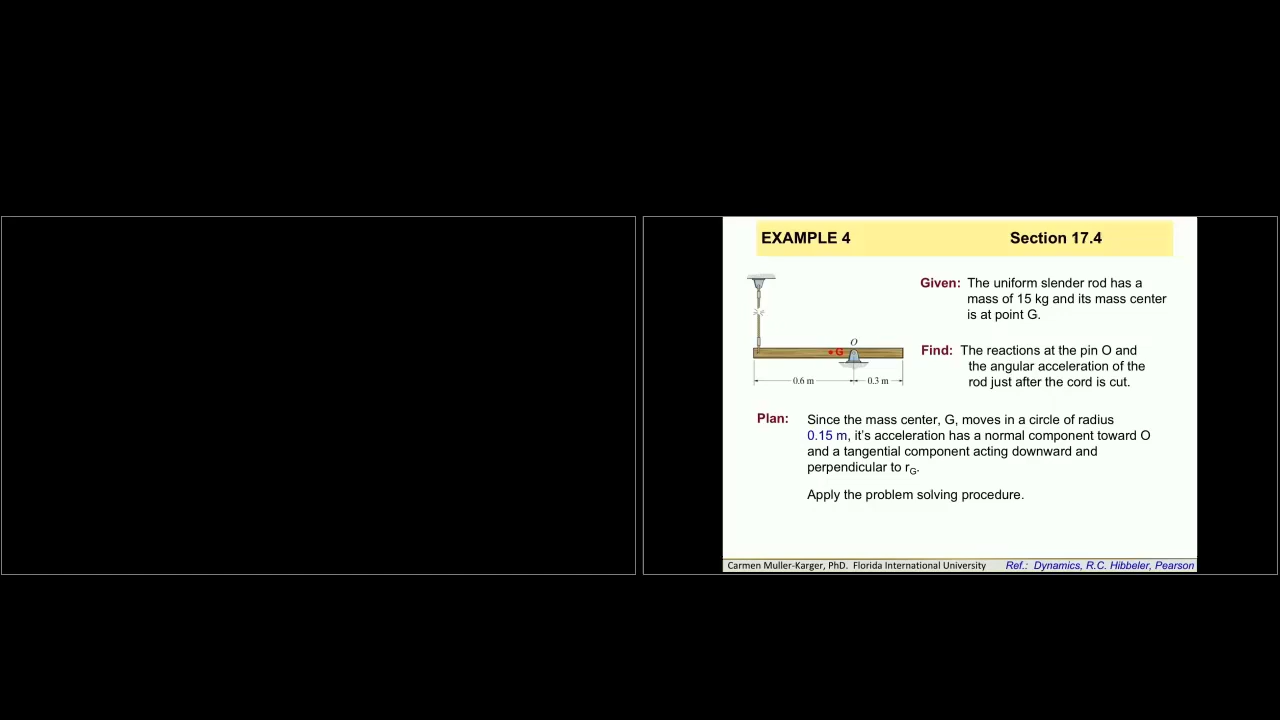 EXAMPLE 4 Section 17.4
Given: The uniform slender rod has a
mass of 15 kg and its mass center
is at point G.
O
G
0.6 m 0.3 m
Find: The reactions at the pin O and
the angular acceleration of the
rod just after the cord is cut.
Plan: Since the mass center, G, moves in a circle of radius
0.15 m, it's acceleration has a normal component toward O
and a tangential component acting downward and
perpendicular to rG.
Apply the problem solving procedure.
Carmen Muller-Karger, PhD. Florida International University Ref.: Dynamics, R.C. Hibbeler, Pearson